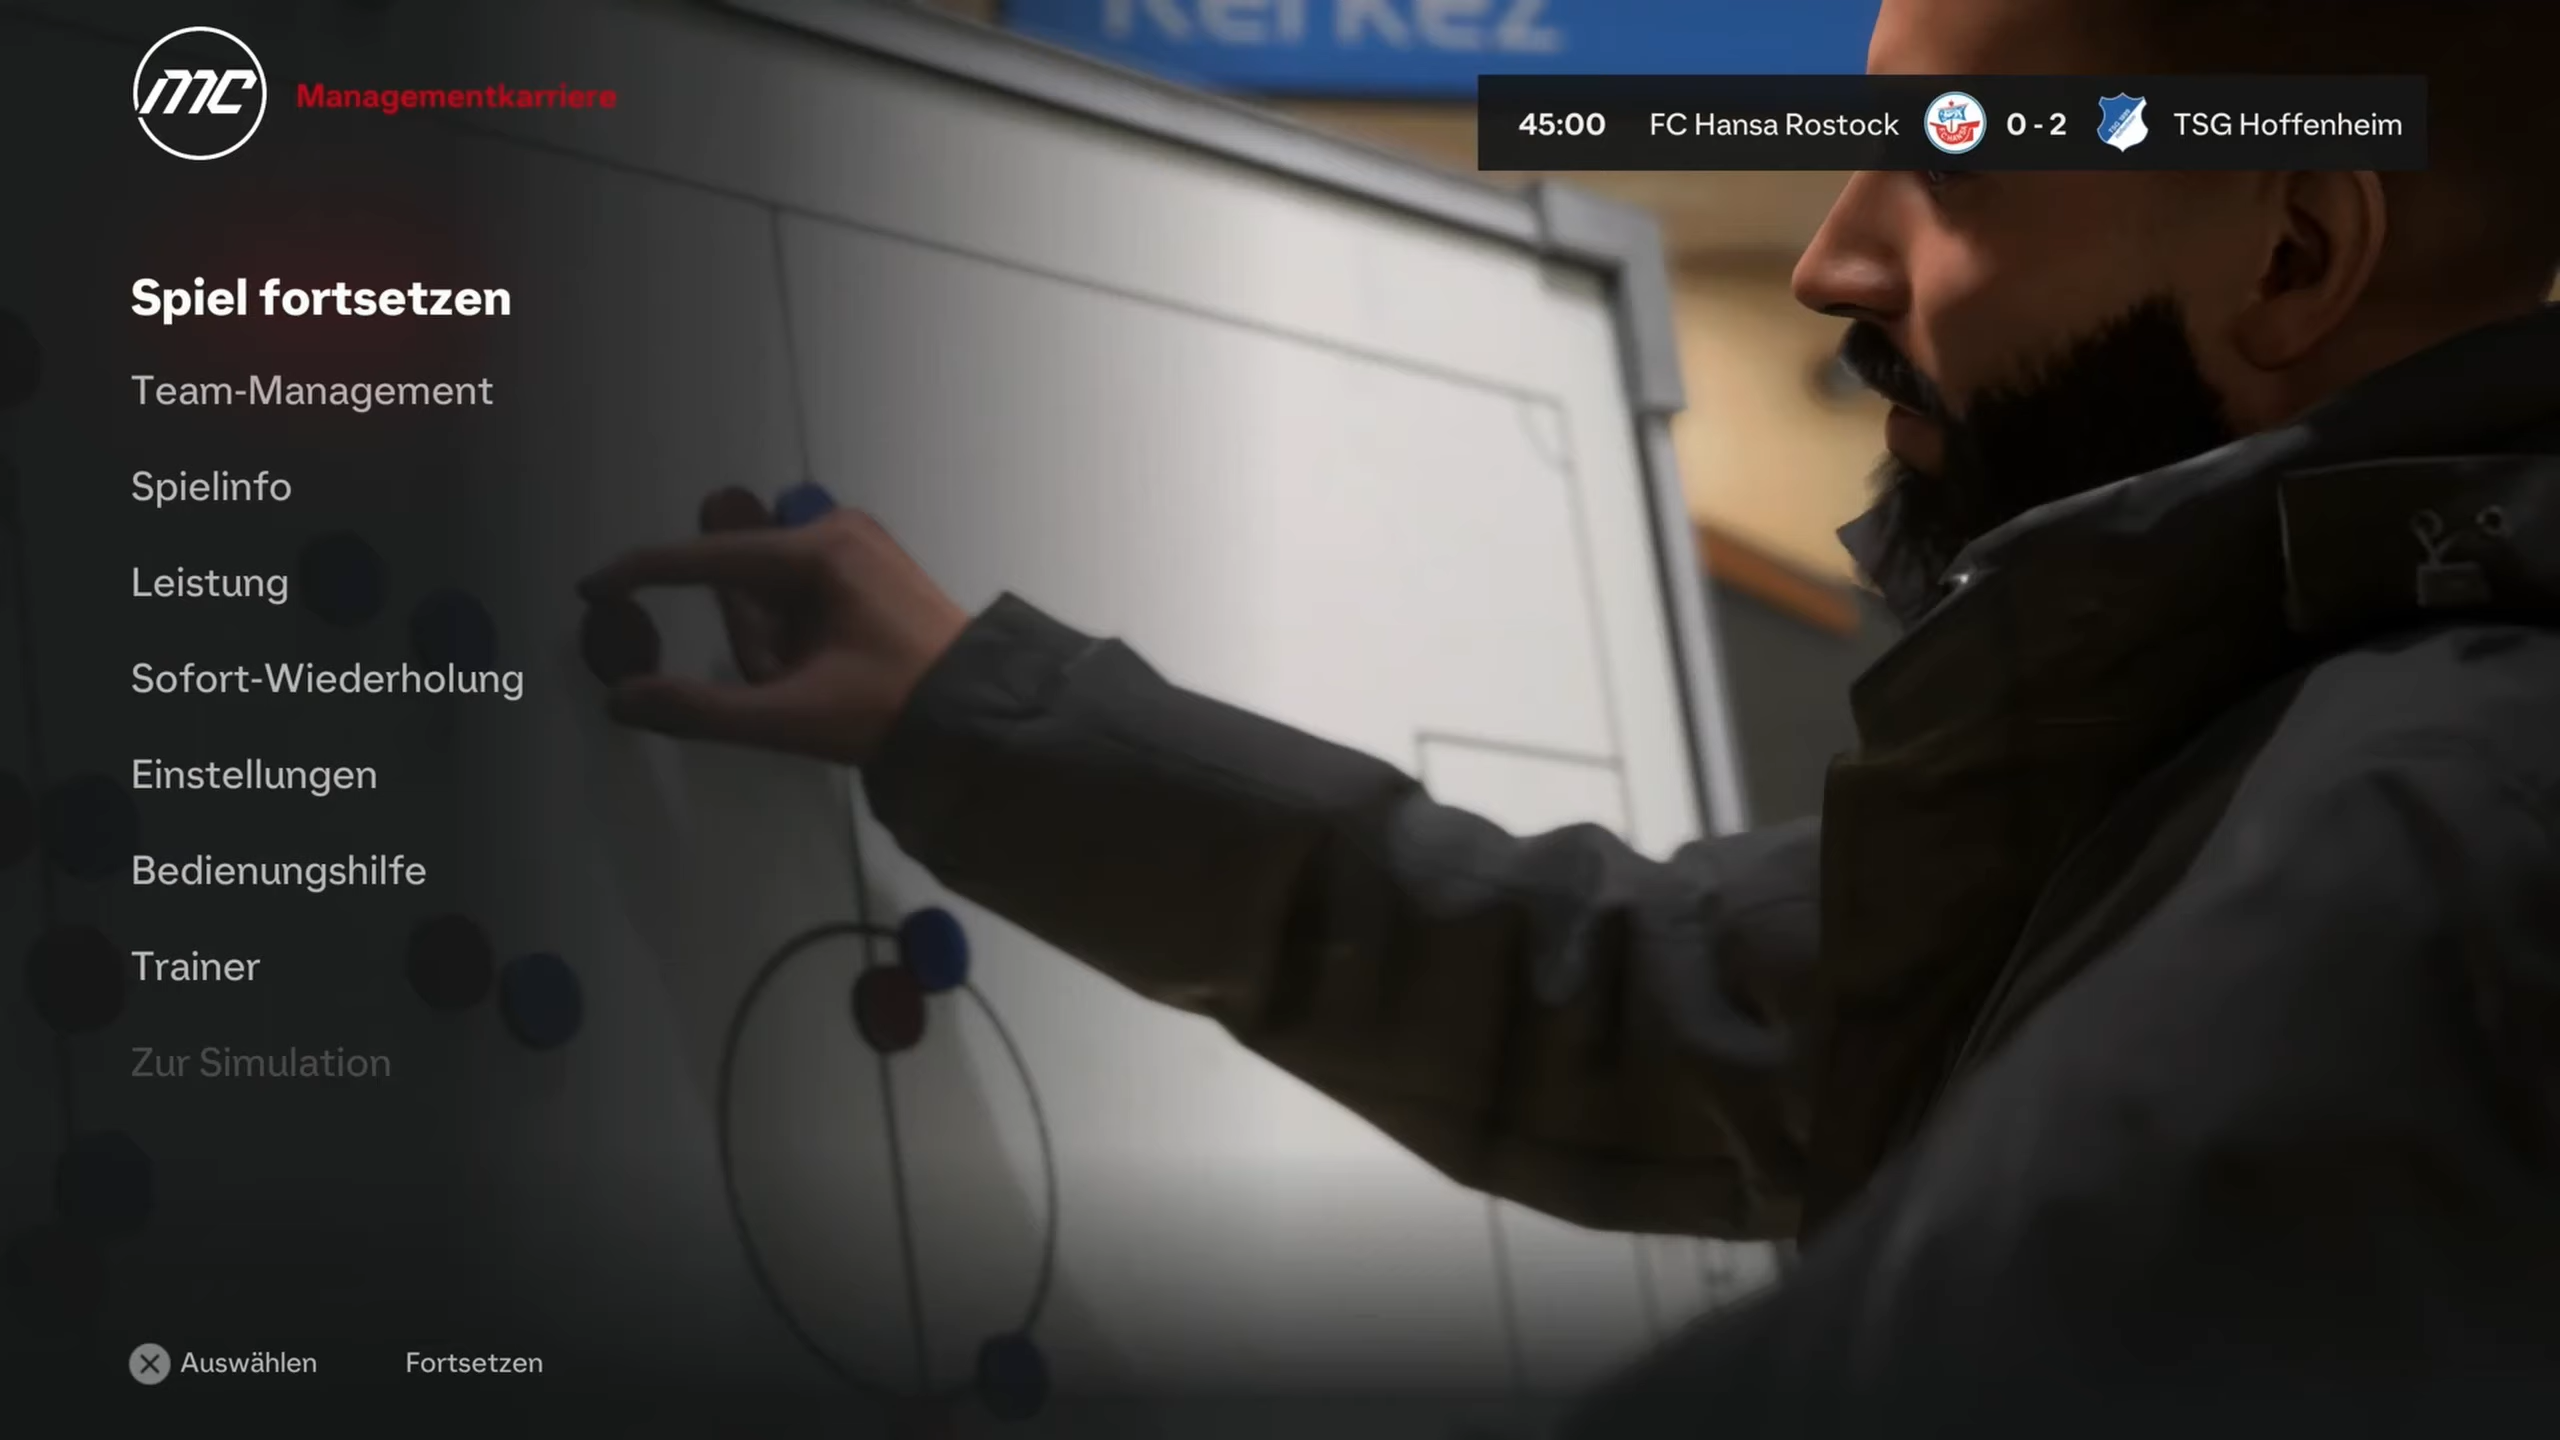 Kerkez
MC Managementkarriere
45:00 FC Hansa Rostock 0 - 2 TSG Hoffenheim
Spiel fortsetzen
Team-Management
Spielinfo
Leistung
Sofort-Wiederholung
Einstellungen
Bedienungshilfe
Trainer
Zur Simulation
Auswählen Fortsetzen